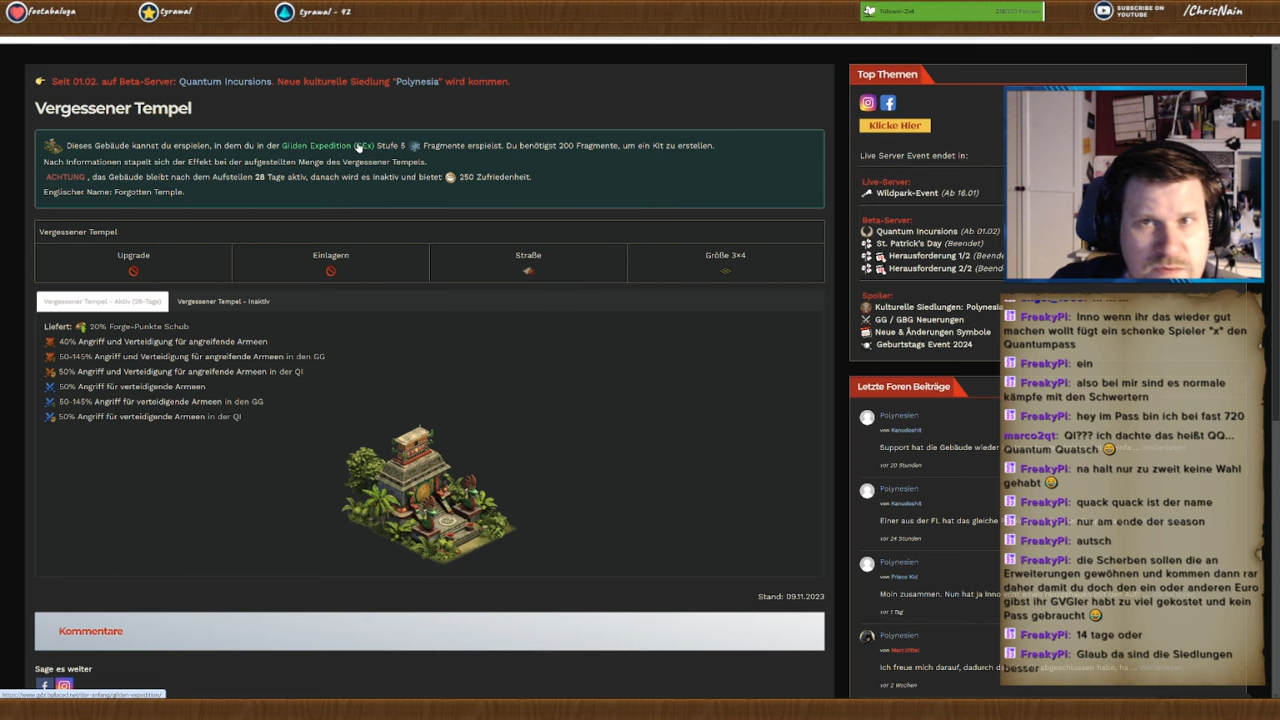 footabaluga
tyrawal
tyrawal - 42
Follower-Ziel
SUBSCRIBE ON
YOUTUBE
/ChrisNain
Seit 01.02. auf Beta-Server: Quantum Incursions. Neue kulturelle Siedlung "Polynesia" wird kommen.
Vergessener Tempel
Dieses Gebäude kannst du erspielen, in dem du in der Gilden Expedition (GEx) Stufe 5 Fragmente erspielst. Du benötigst 200 Fragmente, um ein Kit zu erstellen.
Nach Informationen stapelt sich der Effekt bei der aufgestellten Menge des Vergessener Tempels.
ACHTUNG , das Gebäude bleibt nach dem Aufstellen 28 Tage aktiv, danach wird es inaktiv und bietet 250 Zufriedenheit.
Englischer Name: Forgotten Temple.
Vergessener Tempel
Upgrade
Einlagern
Straße
Größe 3×4
Vergessener Tempel - Aktiv (28-Tage)
Vergessener Tempel - Inaktiv
Liefert: 20% Forge-Punkte Schub
40% Angriff und Verteidigung für angreifende Armeen
50-145% Angriff und Verteidigung für angreifende Armeen in den GG
50% Angriff und Verteidigung für angreifende Armeen in der QI
50% Angriff für verteidigende Armeen
50-145% Angriff für verteidigende Armeen in den GG
50% Angriff für verteidigende Armeen in der QI
Stand: 09.11.2023
Kommentare
Sage es weiter
Top Themen
Klicke Hier
Live Server Event endet in:
Live-Server:
Wildpark-Event (Ab 16.01)
Beta-Server:
Quantum Incursions (Ab 01.02)
St. Patrick's Day (Beendet)
Herausforderung 1/2 (Beende
Herausforderung 2/2 (Beende
Spoiler:
Kulturelle Siedlungen: Polynesia
GG / GBG Neuerungen
Neue & Änderungen Symbole
Geburtstags Event 2024
Letzte Foren Beiträge
Polynesien
von Kanudoshit
Support hat die Gebäude wieder
vor 20 Stunden
Polynesien
von Kanudoshit
Einer aus der FL hat das gleiche
vor 24 Stunden
Polynesien
von Frisco Kid
Moin zusammen. Nun hat ja Inno
vor 1 Tag
Polynesien
von Marc.Vittel
Ich freue mich darauf, dadurch
vor 2 Wochen
FreakyPi: Inno wenn ihr das wieder gut
machen wollt fügt ein schenke Spieler "x" den
Quantumpass
FreakyPi: ein
FreakyPi: also bei mir sind es normale
kämpfe mit den Schwertern
FreakyPi: hey im Pass bin ich bei fast 720
marco2qt: QI??? ich dachte das heißt QQ...
Quantum Quatsch
FreakyPi: na halt nur zu zweit keine Wahl
gehabt
FreakyPi: quack quack ist der name
FreakyPi: nur am ende der season
FreakyPi: autsch
FreakyPi: die Scherben sollen die an
Erweiterungen gewöhnen und kommen dann rar
daher damit du doch den ein oder anderen Euro
gibst ihr GVGler habt zu viel gekostet und kein
Pass gebraucht
FreakyPi: 14 tage oder
FreakyPi: Glaub da sind die Siedlungen
besser